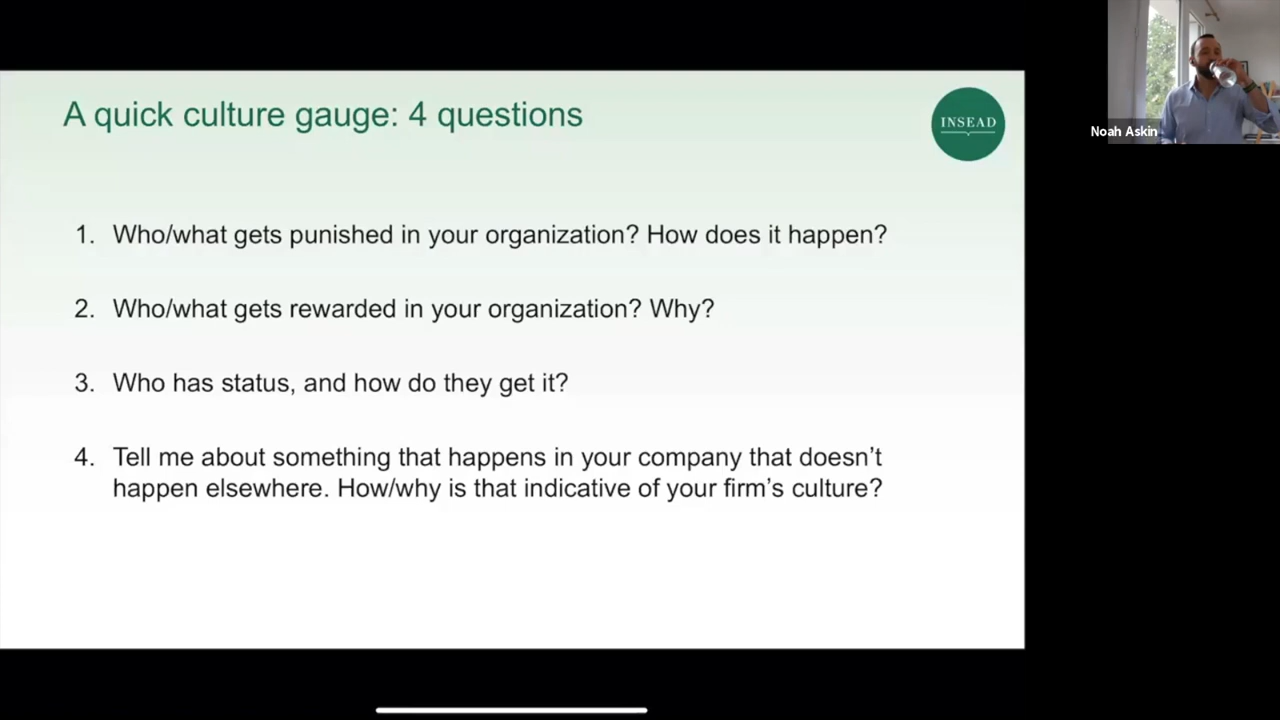 A quick culture gauge: 4 questions
INSEAD
Noah Askin
1. Who/what gets punished in your organization? How does it happen?
2. Who/what gets rewarded in your organization? Why?
3. Who has status, and how do they get it?
4. Tell me about something that happens in your company that doesn’t
happen elsewhere. How/why is that indicative of your firm’s culture?